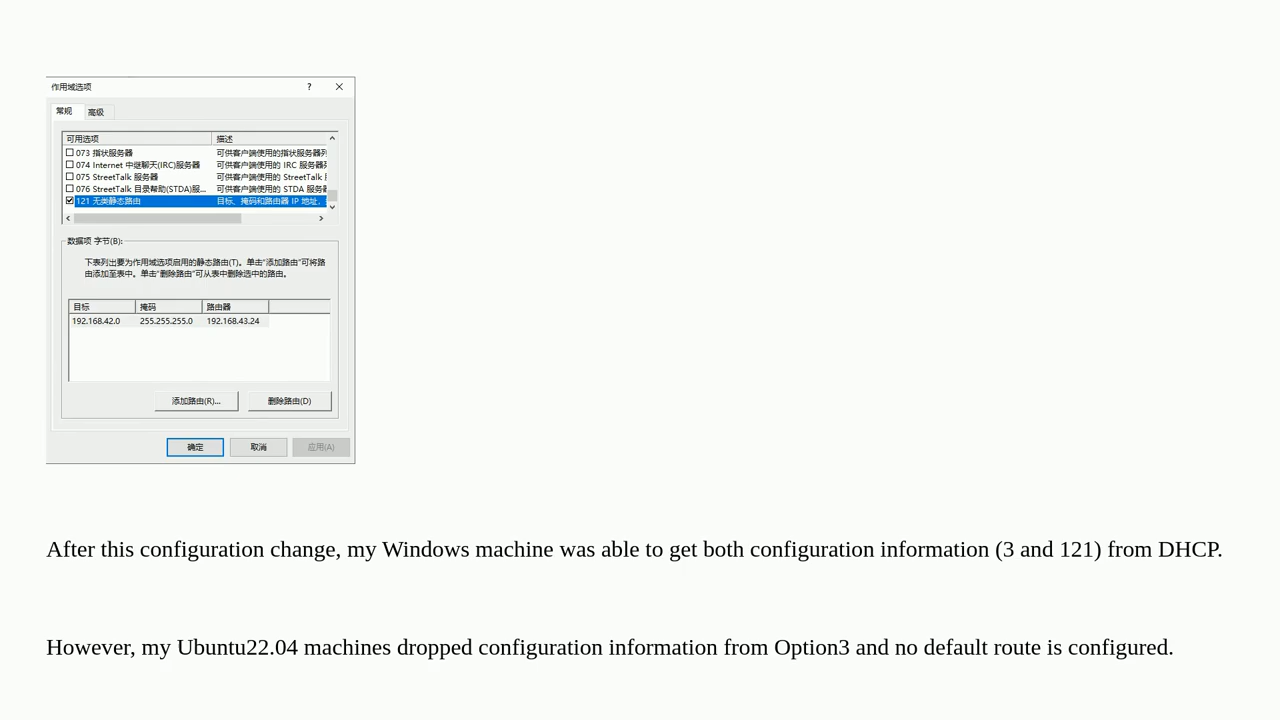 作用域选项
?
常规 高级
可用选项 描述
073 指状服务器 可供客户端使用的指状服务器列
074 Internet 中继聊天(IRC)服务器 可供客户端使用的 IRC 服务器列
075 StreetTalk 服务器 可供客户端使用的 StreetTalk
076 StreetTalk 目录帮助(STDA)服... 可供客户端使用的 STDA 服务器
121 无类静态路由 目标、掩码和路由器 IP 地址,
数据项 字节(B):
下表列出要为作用域选项启用的静态路由(T)。单击“添加路由”可将路
由添加至表中。单击“删除路由”可从表中删除选中的路由。
目标 掩码 路由器
192.168.42.0 255.255.255.0 192.168.43.24
添加路由(R)... 删除路由(D)
确定 取消 应用(A)
After this configuration change, my Windows machine was able to get both configuration information (3 and 121) from DHCP.
However, my Ubuntu22.04 machines dropped configuration information from Option3 and no default route is configured.